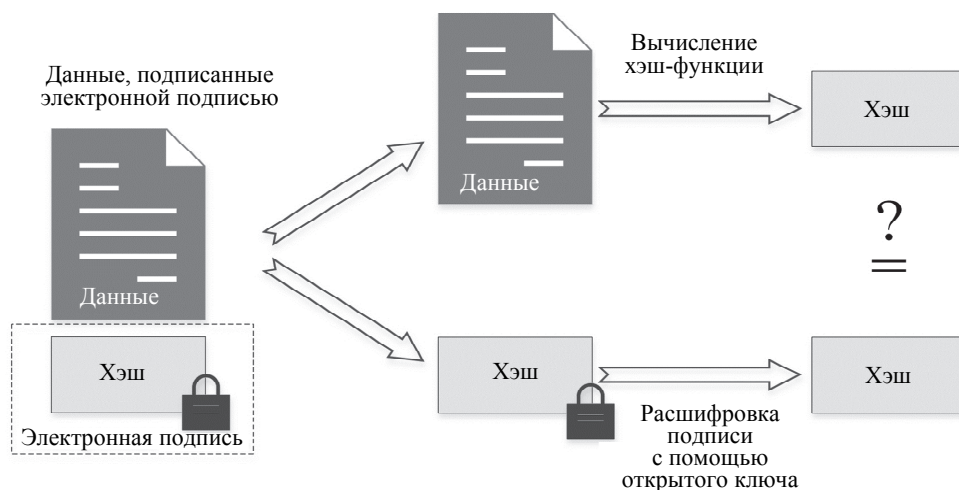 Данные, подписанные
электронной подписью
Данные
Хэш
Электронная подпись
Данные
Вычисление
хэш-функции
Хэш
?
=
Хэш
Расшифровка
подписи
с помощью
открытого ключа
Хэш